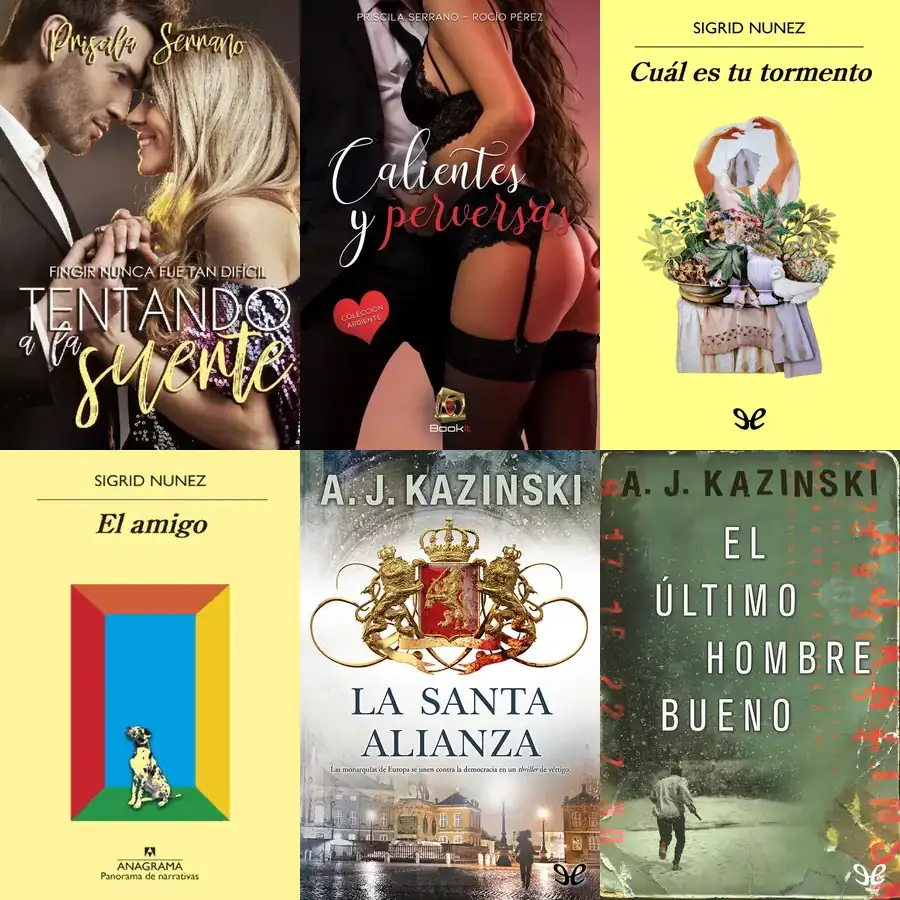 Priscila Serrano
FINGIR NUNCA FUE TAN DIFÍCIL
TENTANDO
a la
suerte
PRISCILA SERRANO – ROCÍO PÉREZ
Calientes
y perversas
COLECCIÓN
ARDIENTE
Bookit
SIGRID NUNEZ
Cuál es tu tormento
SIGRID NUNEZ
El amigo
ANAGRAMA
Panorama de narrativas
A. J. KAZINSKI
LA SANTA
ALIANZA
Las monarquías de Europa se unen contra la democracia en un thriller de vértigo.
A. J. KAZINSKI
EL
ÚLTIMO
HOMBRE
BUENO